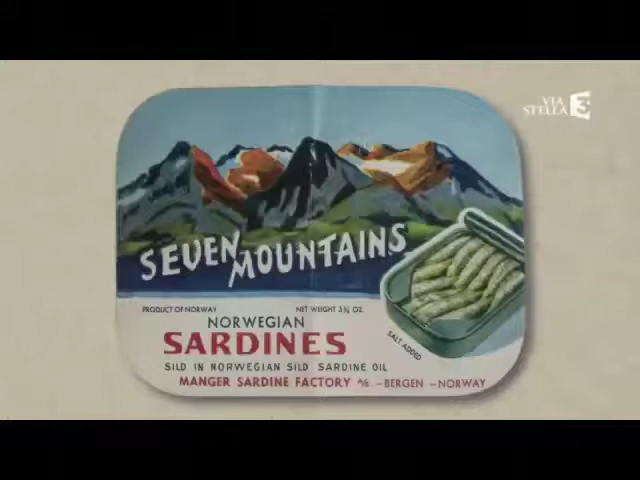 VIA
STELLA 3
SEVEN
MOUNTAINS
PRODUCT OF NORWAY NET WEIGHT 3¾ OZ.
NORWEGIAN
SARDINES
SALT ADDED
SILD IN NORWEGIAN SILD SARDINE OIL
MANGER SARDINE FACTORY A/S – BERGEN – NORWAY